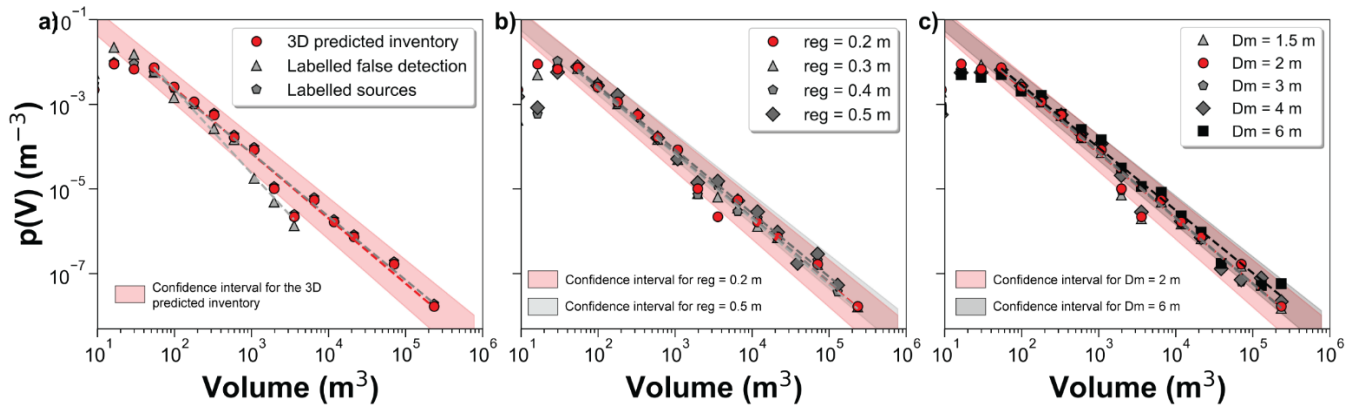 a)
10⁻¹
10⁻³
10⁻⁵
10⁻⁷
p(V) (m⁻³)
3D predicted inventory
Labelled false detection
Labelled sources
Confidence interval for the 3D
predicted inventory
10¹ 10² 10³ 10⁴ 10⁵ 10⁶
Volume (m³)
b)
reg = 0.2 m
reg = 0.3 m
reg = 0.4 m
reg = 0.5 m
Confidence interval for reg = 0.2 m
Confidence interval for reg = 0.5 m
10¹ 10² 10³ 10⁴ 10⁵ 10⁶
Volume (m³)
c)
Dm = 1.5 m
Dm = 2 m
Dm = 3 m
Dm = 4 m
Dm = 6 m
Confidence interval for Dm = 2 m
Confidence interval for Dm = 6 m
10¹ 10² 10³ 10⁴ 10⁵ 10⁶
Volume (m³)